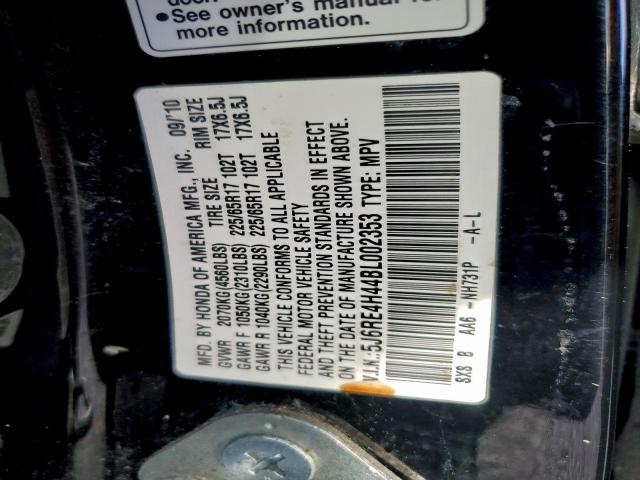 door
•See owner's manual for
more information.
MFD. BY HONDA OF AMERICA MFG., INC. 09/'10
GVWR 2070KG(4560LBS) TIRE SIZE RIM SIZE
GAWR F 1050KG(2310LBS) 225/65R17 102T 17X6.5J
GAWR R 1040KG(2290LBS) 225/65R17 102T 17X6.5J
THIS VEHICLE CONFORMS TO ALL APPLICABLE
FEDERAL MOTOR VEHICLE SAFETY
AND THEFT PREVENTION STANDARDS IN EFFECT
ON THE DATE OF MANUFACTURE SHOWN ABOVE.
V.I.N.:5J6RE4H44BL002353 TYPE: MPV
SXS B AA6 -NH731P -A-L